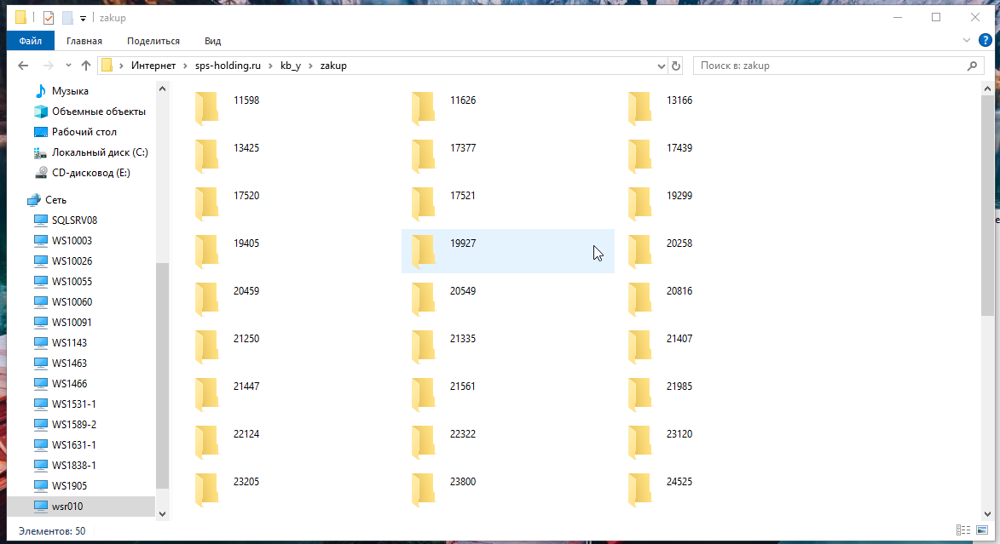 zakup
Файл Главная Поделиться Вид
Интернет sps-holding.ru kb_y zakup Поиск в: zakup
Музыка
Объемные объекты
Рабочий стол
Локальный диск (C:)
CD-дисковод (E:)
Сеть
SQLSRV08
WS10003
WS10026
WS10055
WS10060
WS10091
WS1143
WS1463
WS1466
WS1531-1
WS1589-2
WS1631-1
WS1838-1
WS1905
wsr010
11598 11626 13166
13425 17377 17439
17520 17521 19299
19405 19927 20258
20459 20549 20816
21250 21335 21407
21447 21561 21985
22124 22322 23120
23205 23800 24525
Элементов: 50